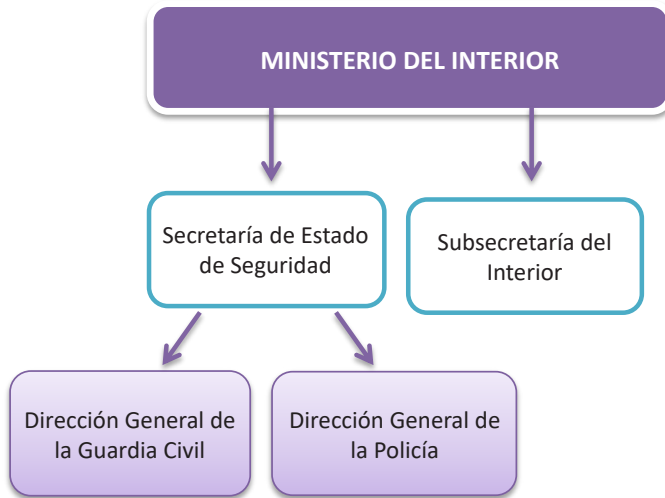 MINISTERIO DEL INTERIOR
Secretaría de Estado
de Seguridad
Subsecretaría del
Interior
Dirección General de
la Guardia Civil
Dirección General de
la Policía